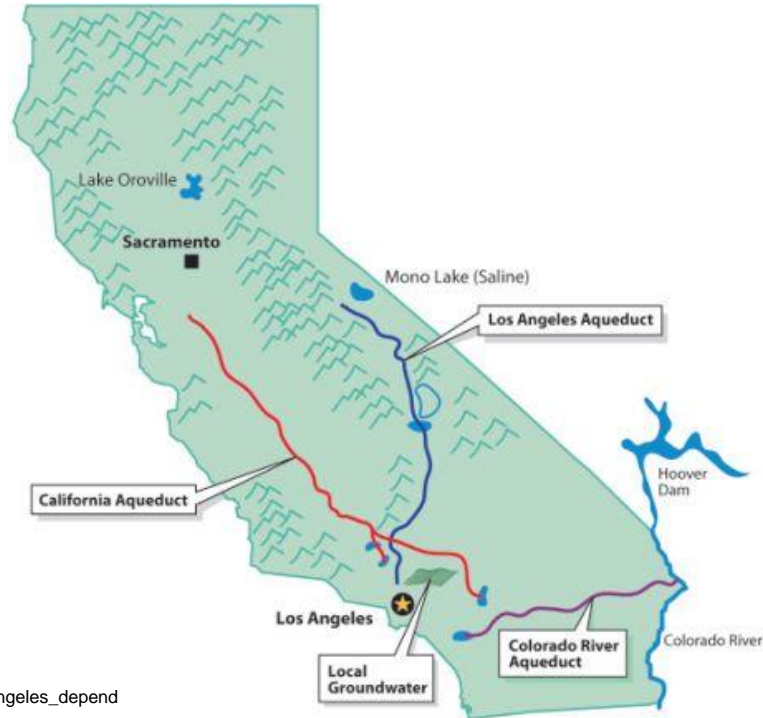 Lake Oroville
Sacramento
Mono Lake (Saline)
Los Angeles Aqueduct
Hoover
Dam
California Aqueduct
Los Angeles
Local
Groundwater
Colorado River
Aqueduct
Colorado River
ngeles_depend